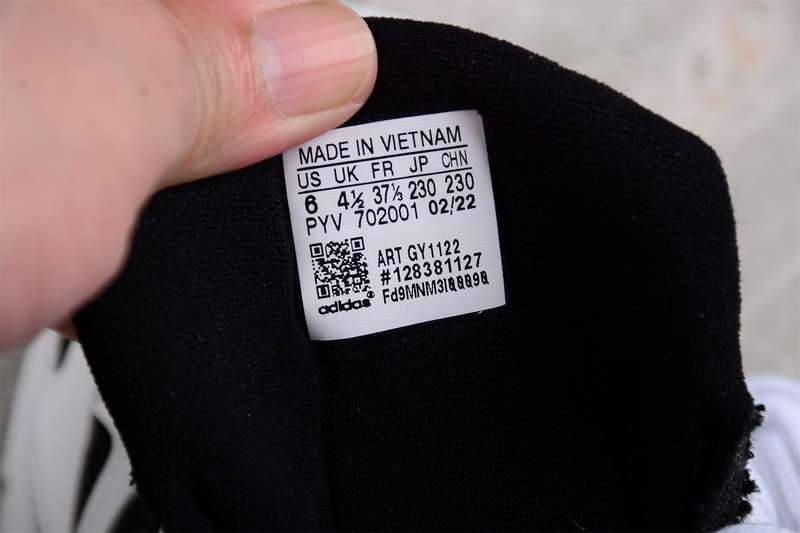 MADE IN VIETNAM
US UK FR JP CHN
6 4½ 37⅓ 230 230
PYV 702001 02/22
ART GY1122
#128381127
adidas